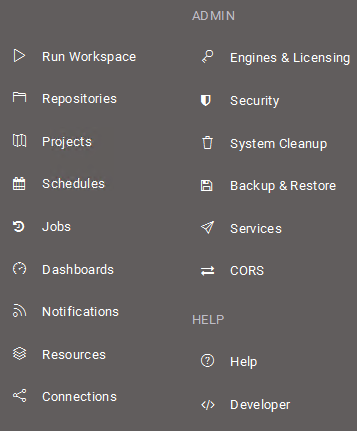 Run Workspace
Repositories
Projects
Schedules
Jobs
Dashboards
Notifications
Resources
Connections
ADMIN
Engines & Licensing
Security
System Cleanup
Backup & Restore
Services
CORS
HELP
Help
Developer